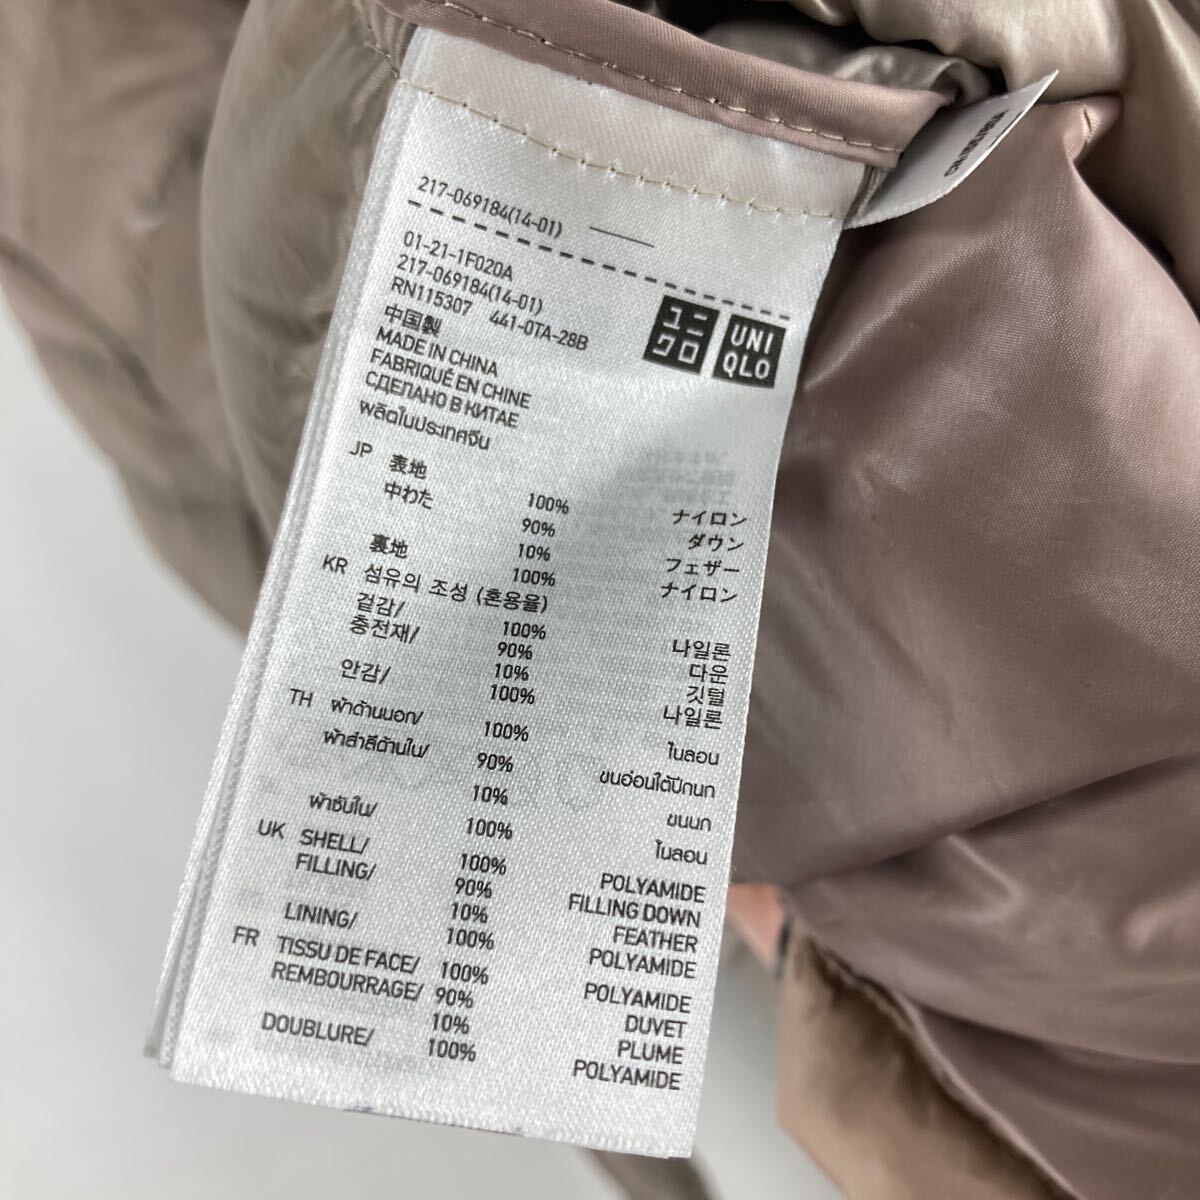 217-069184(14-01)
01-21-1F020A
217-069184(14-01)
RN115307 441-0TA-28B
ユニクロ UNIQLO
中国製
MADE IN CHINA
FABRIQUÉ EN CHINE
СДЕЛАНО В КИТАЕ
ผลิตในประเทศจีน
JP 表地 100% ナイロン
中わた 90% ダウン
10% フェザー
裏地 100% ナイロン
KR 섬유의 조성 (혼용율)
겉감/ 100% 나일론
충전재/ 90% 다운
10% 깃털
안감/ 100% 나일론
TH ผ้าด้านนอก/ 100% ไนลอน
ผ้าสำลีด้านใน/ 90% ขนอ่อนใต้ปีกนก
10% ขนนก
ผ้าซับใน/ 100% ไนลอน
UK SHELL/ 100% POLYAMIDE
FILLING/ 90% FILLING DOWN
10% FEATHER
LINING/ 100% POLYAMIDE
FR TISSU DE FACE/ 100% POLYAMIDE
REMBOURRAGE/ 90% DUVET
10% PLUME
DOUBLURE/ 100% POLYAMIDE